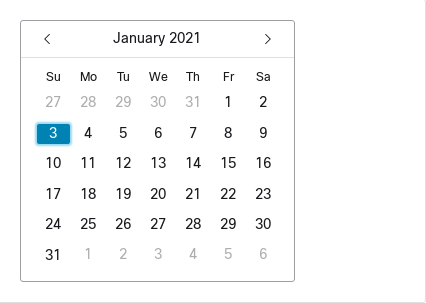 January 2021
Su Mo Tu We Th Fr Sa
27 28 29 30 31 1 2
3 4 5 6 7 8 9
10 11 12 13 14 15 16
17 18 19 20 21 22 23
24 25 26 27 28 29 30
31 1 2 3 4 5 6